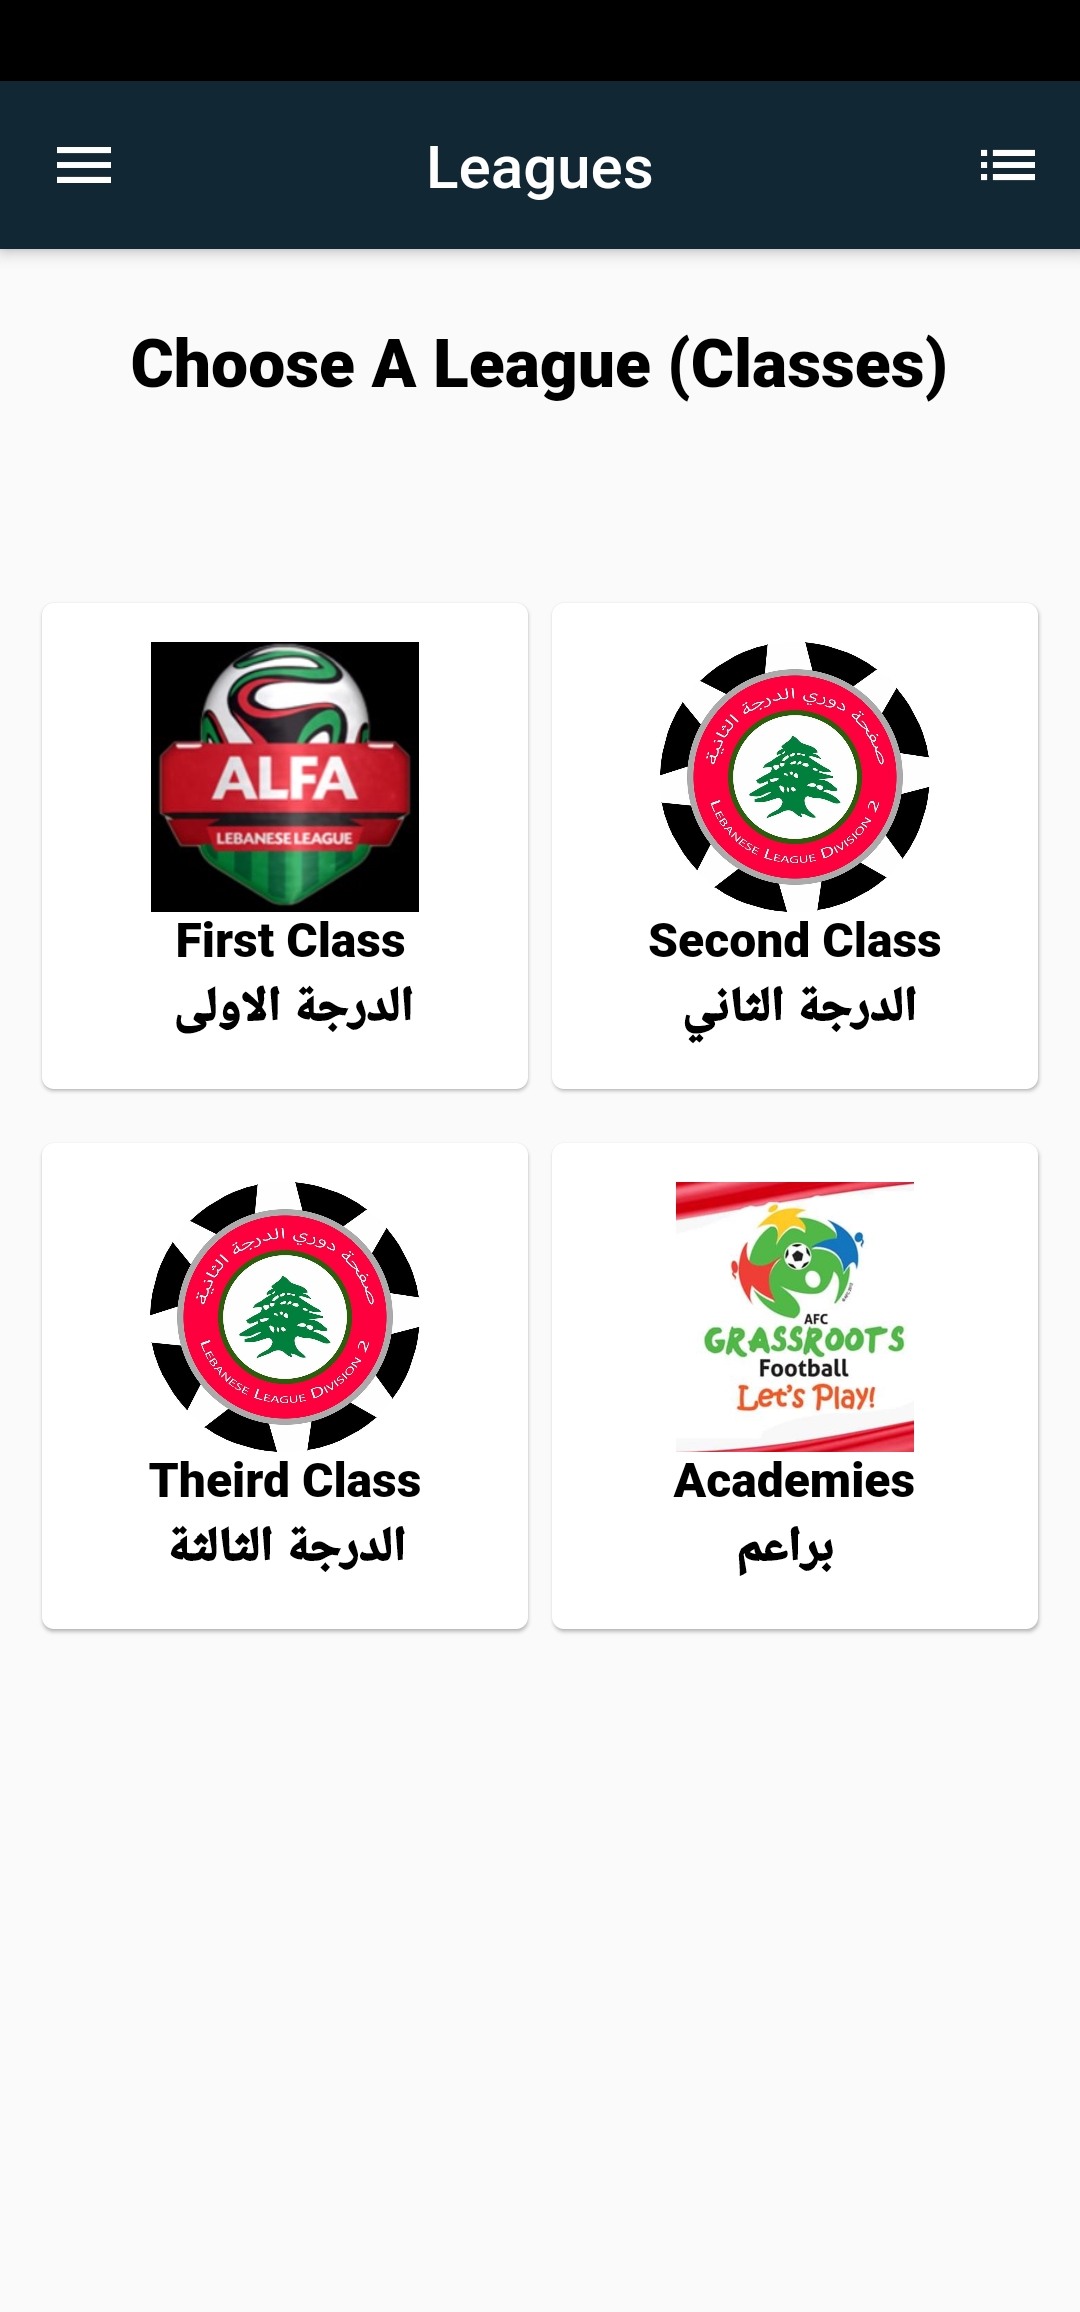 Leagues
Choose A League (Classes)
ALFA
LEBANESE LEAGUE
First Class
الدرجة الاولى
صفحة دوري الدرجة الثانية
LEBANESE LEAGUE DIVISION 2
Second Class
الدرجة الثاني
صفحة دوري الدرجة الثانية
LEBANESE LEAGUE DIVISION 2
Theird Class
الدرجة الثالثة
AFC
GRASSROOTS
Football
Let's Play!
Academies
براعم